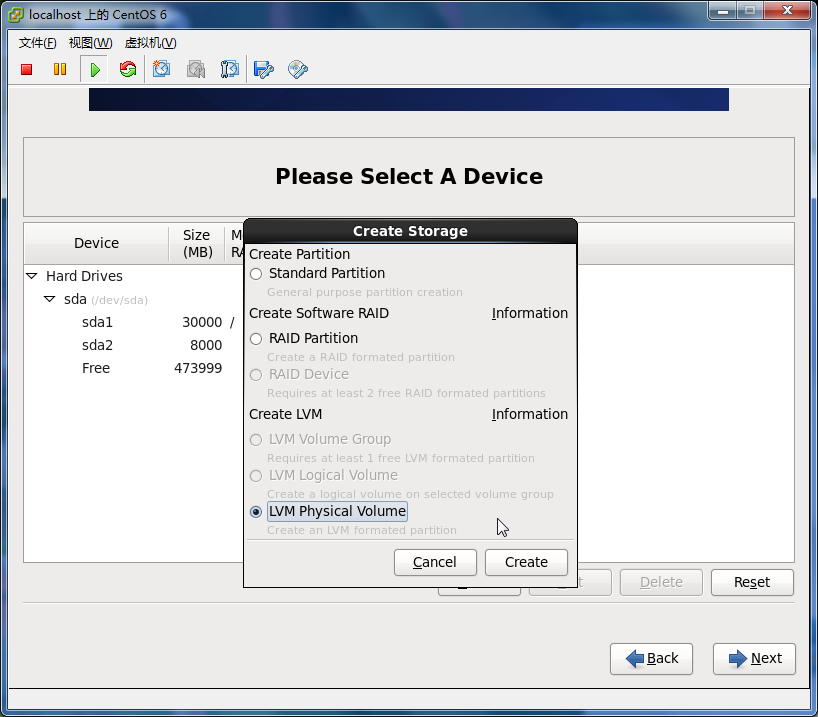 localhost 上的 CentOS 6
文件(F) 视图(W) 虚拟机(V)
Please Select A Device
Device
Size
(MB)
Create Storage
Create Partition
Standard Partition
General purpose partition creation
Create Software RAID Information
RAID Partition
Create a RAID formated partition
RAID Device
Requires at least 2 free RAID formated partitions
Create LVM Information
LVM Volume Group
Requires at least 1 free LVM formated partition
LVM Logical Volume
Create a logical volume on selected volume group
LVM Physical Volume
Create an LVM formated partition
Cancel Create
Hard Drives
sda (/dev/sda)
sda1 30000 /
sda2 8000
Free 473999
Delete Reset
Back Next